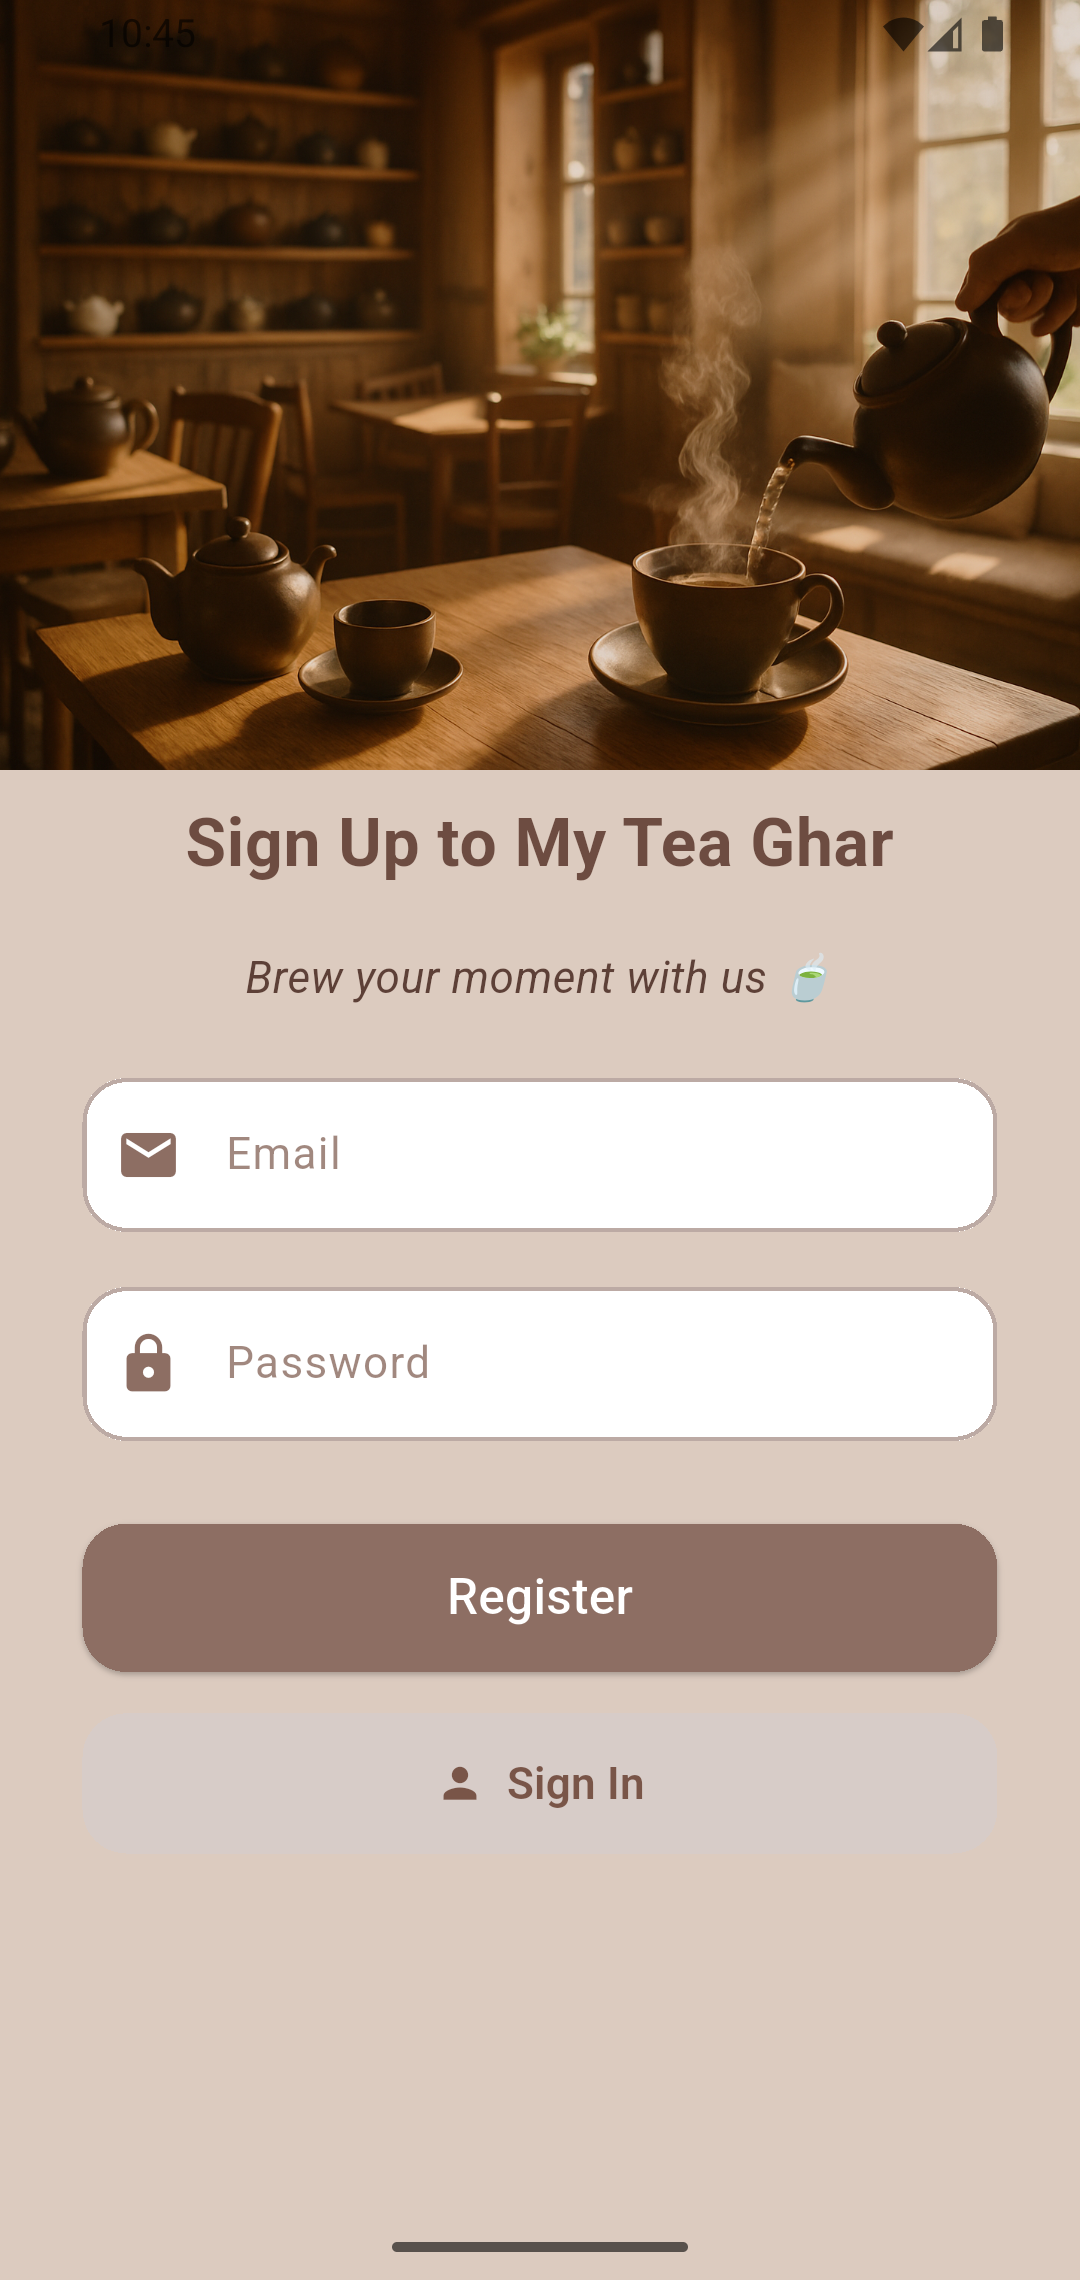 10:45
Sign Up to My Tea Ghar
Brew your moment with us 🍵
Email
Password
Register
Sign In